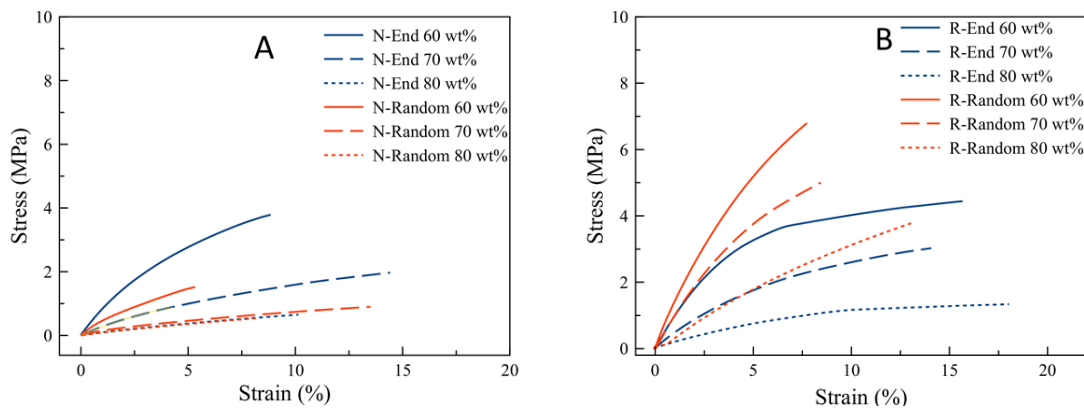 A
N-End 60 wt%
N-End 70 wt%
N-End 80 wt%
N-Random 60 wt%
N-Random 70 wt%
N-Random 80 wt%
Stress (MPa)
10
8
6
4
2
0
0 5 10 15 20
Strain (%)
B
R-End 60 wt%
R-End 70 wt%
R-End 80 wt%
R-Random 60 wt%
R-Random 70 wt%
R-Random 80 wt%
Stress (MPa)
10
8
6
4
2
0
0 5 10 15 20
Strain (%)